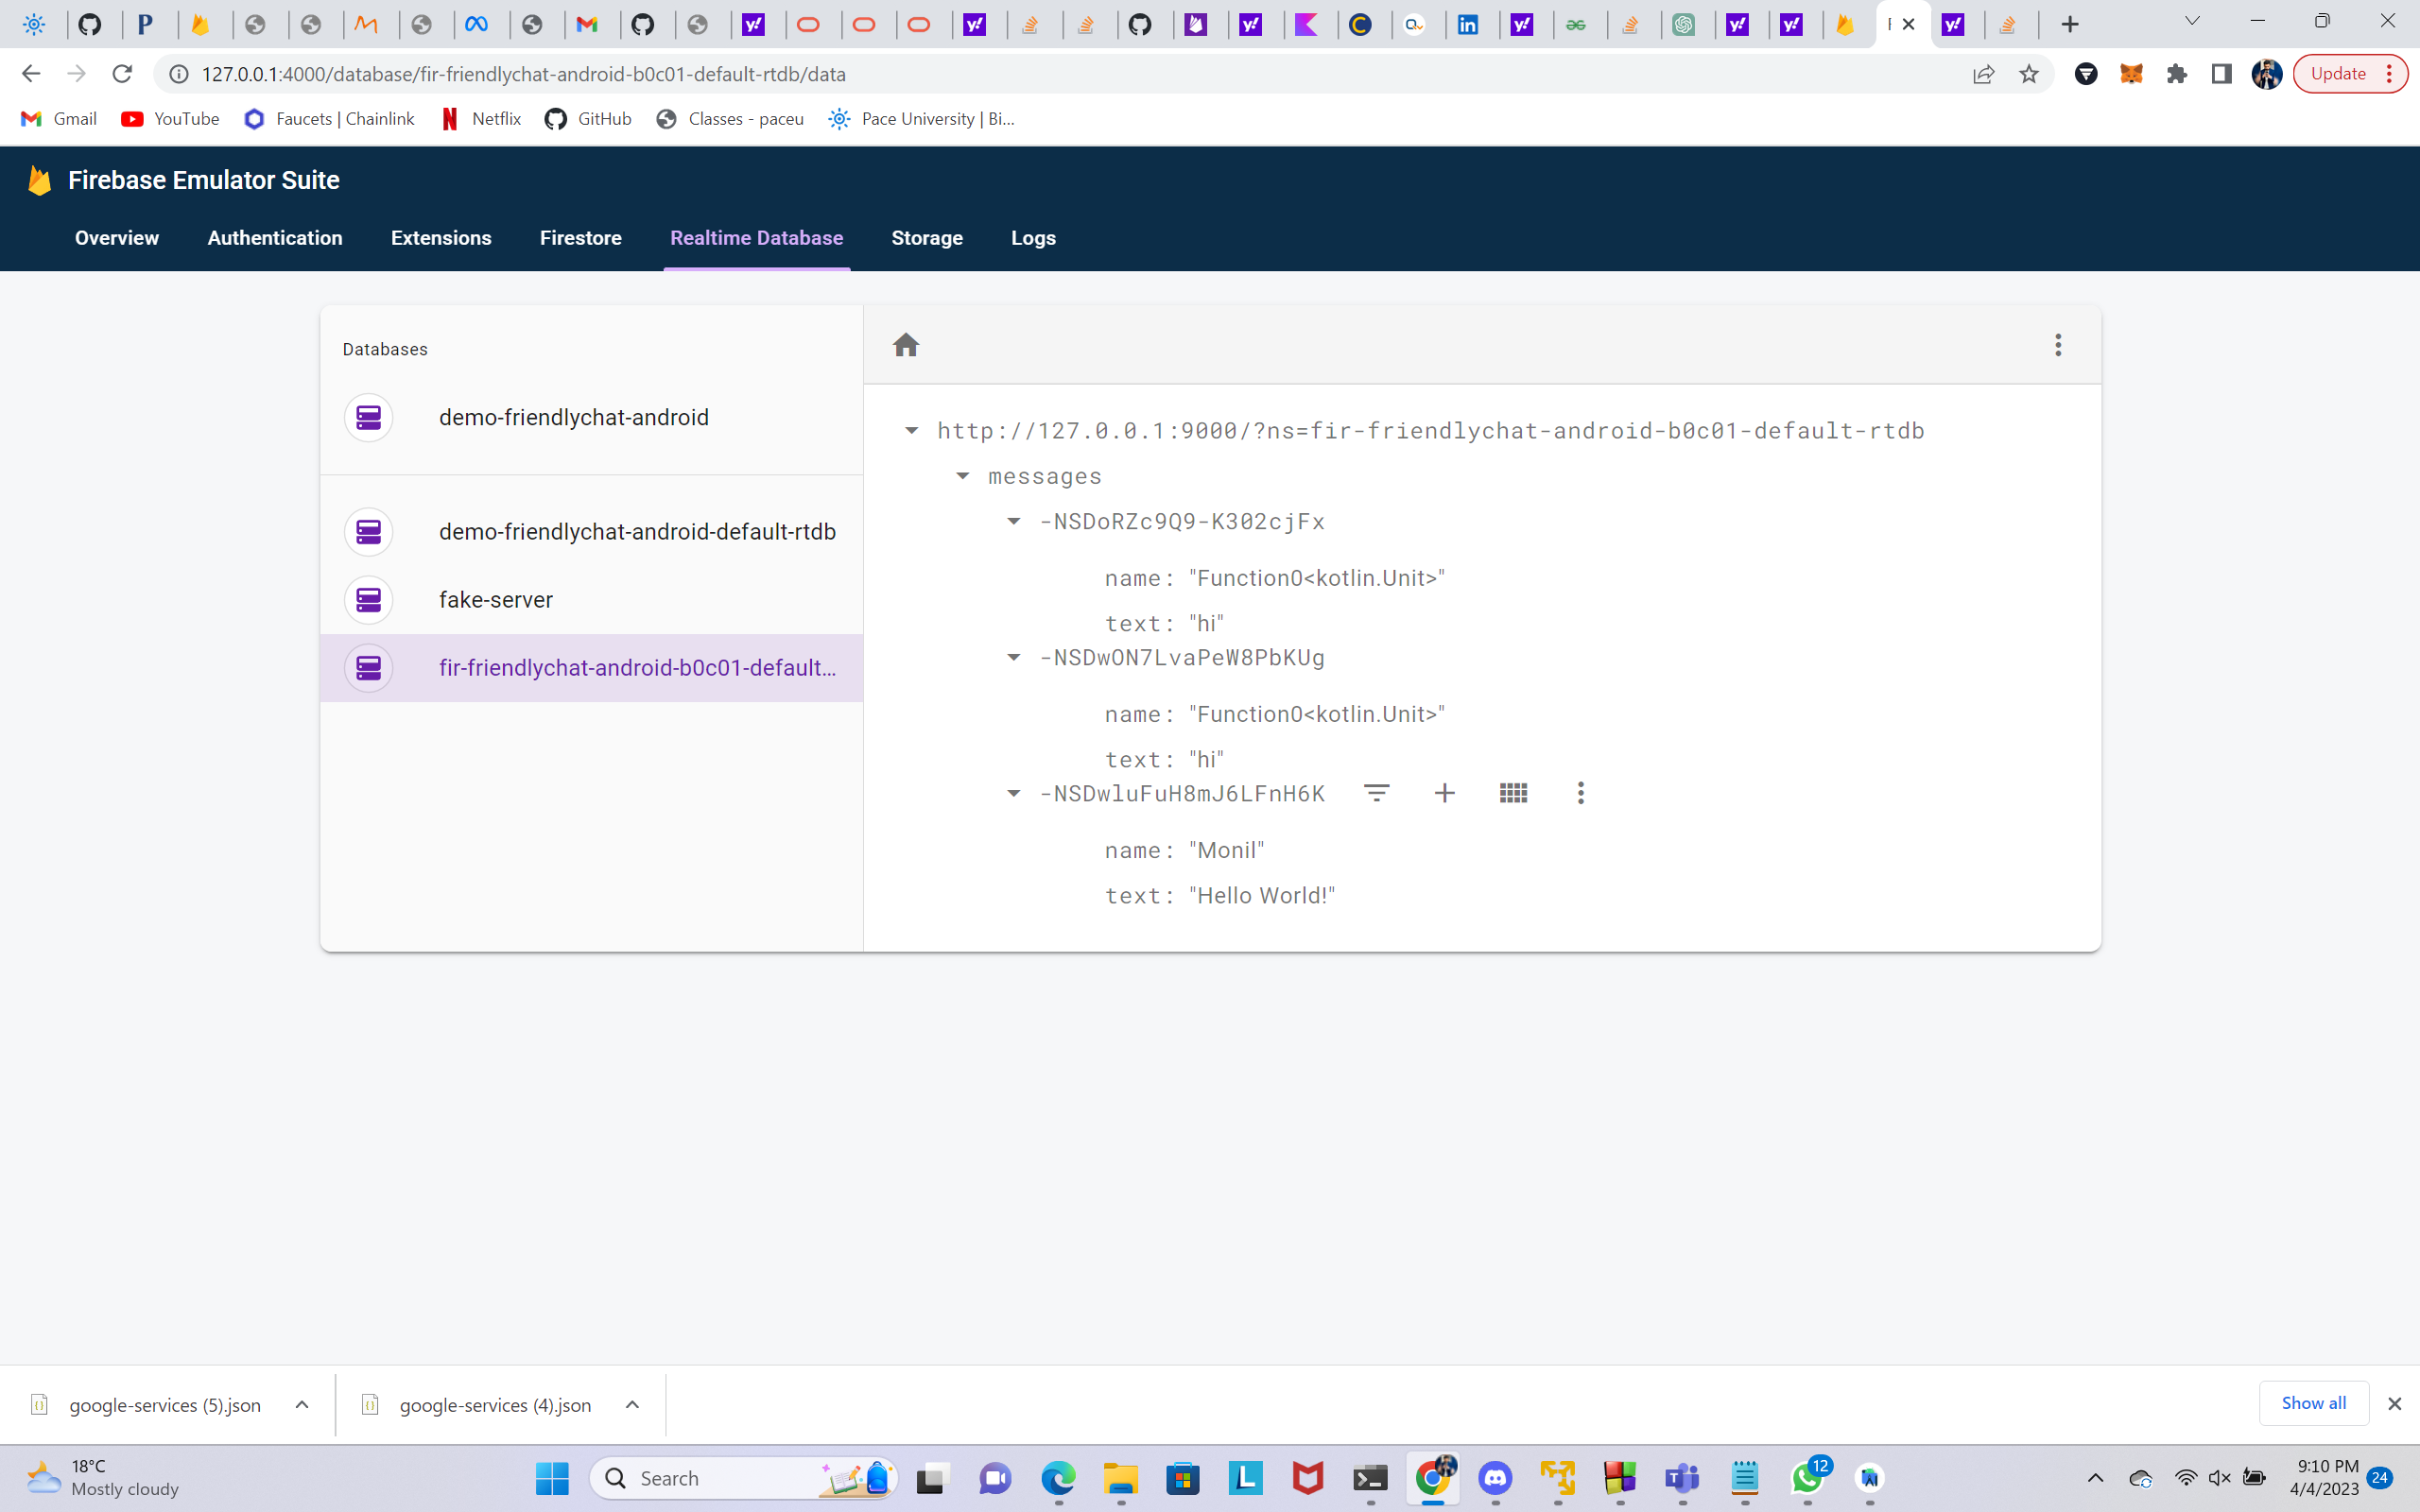 127.0.0.1:4000/database/fir-friendlychat-android-b0c01-default-rtdb/data
Update
Gmail
YouTube
Faucets | Chainlink
Netflix
GitHub
Classes - paceu
Pace University | Bi...
Firebase Emulator Suite
Overview
Authentication
Extensions
Firestore
Realtime Database
Storage
Logs
Databases
demo-friendlychat-android
demo-friendlychat-android-default-rtdb
fake-server
fir-friendlychat-android-b0c01-default...
http://127.0.0.1:9000/?ns=fir-friendlychat-android-b0c01-default-rtdb
messages
-NSDoRZc9Q9-K302cjFx
name: "Function0<kotlin.Unit>"
text: "hi"
-NSDwON7LvaPeW8PbKUg
name: "Function0<kotlin.Unit>"
text: "hi"
-NSDwluFuH8mJ6LFnH6K
name: "Monil"
text: "Hello World!"
google-services (5).json
google-services (4).json
Show all
18°C
Mostly cloudy
Search
12
9:10 PM
4/4/2023
24